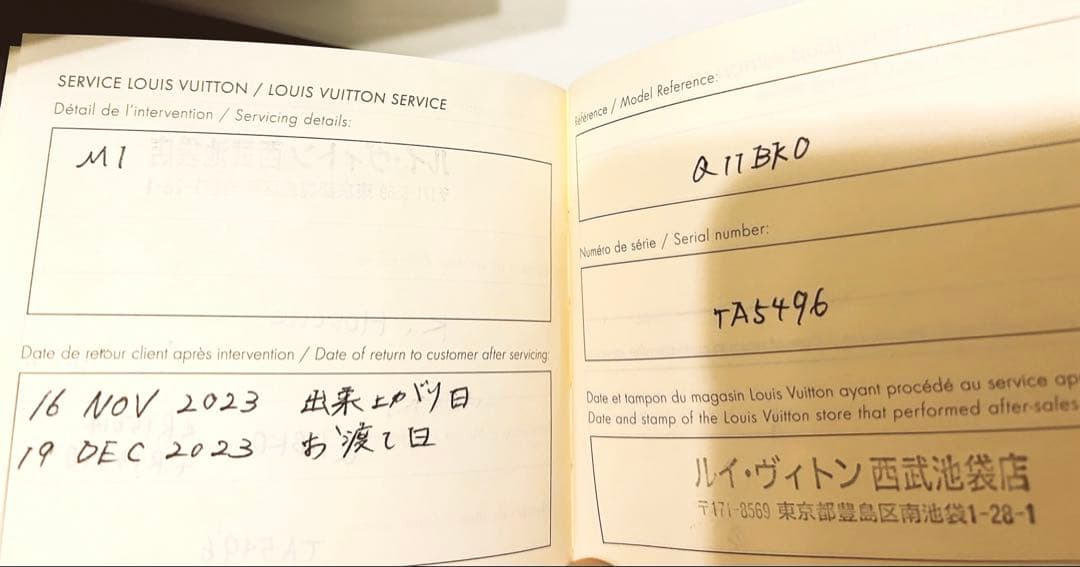 SERVICE LOUIS VUITTON / LOUIS VUITTON SERVICE
Détail de l'intervention / Servicing details:
M1
Date de retour client après intervention / Date of return to customer after servicing:
16 NOV 2023 出来上がり日
19 DEC 2023 お渡し日
Référence / Model Reference:
Q11BK0
Numéro de série / Serial number:
TA5496
Date et tampon du magasin Louis Vuitton ayant procédé au service
Date and stamp of the Louis Vuitton store that performed after-sales
ルイ・ヴィトン 西武池袋店
〒171-8569 東京都豊島区南池袋1-28-1